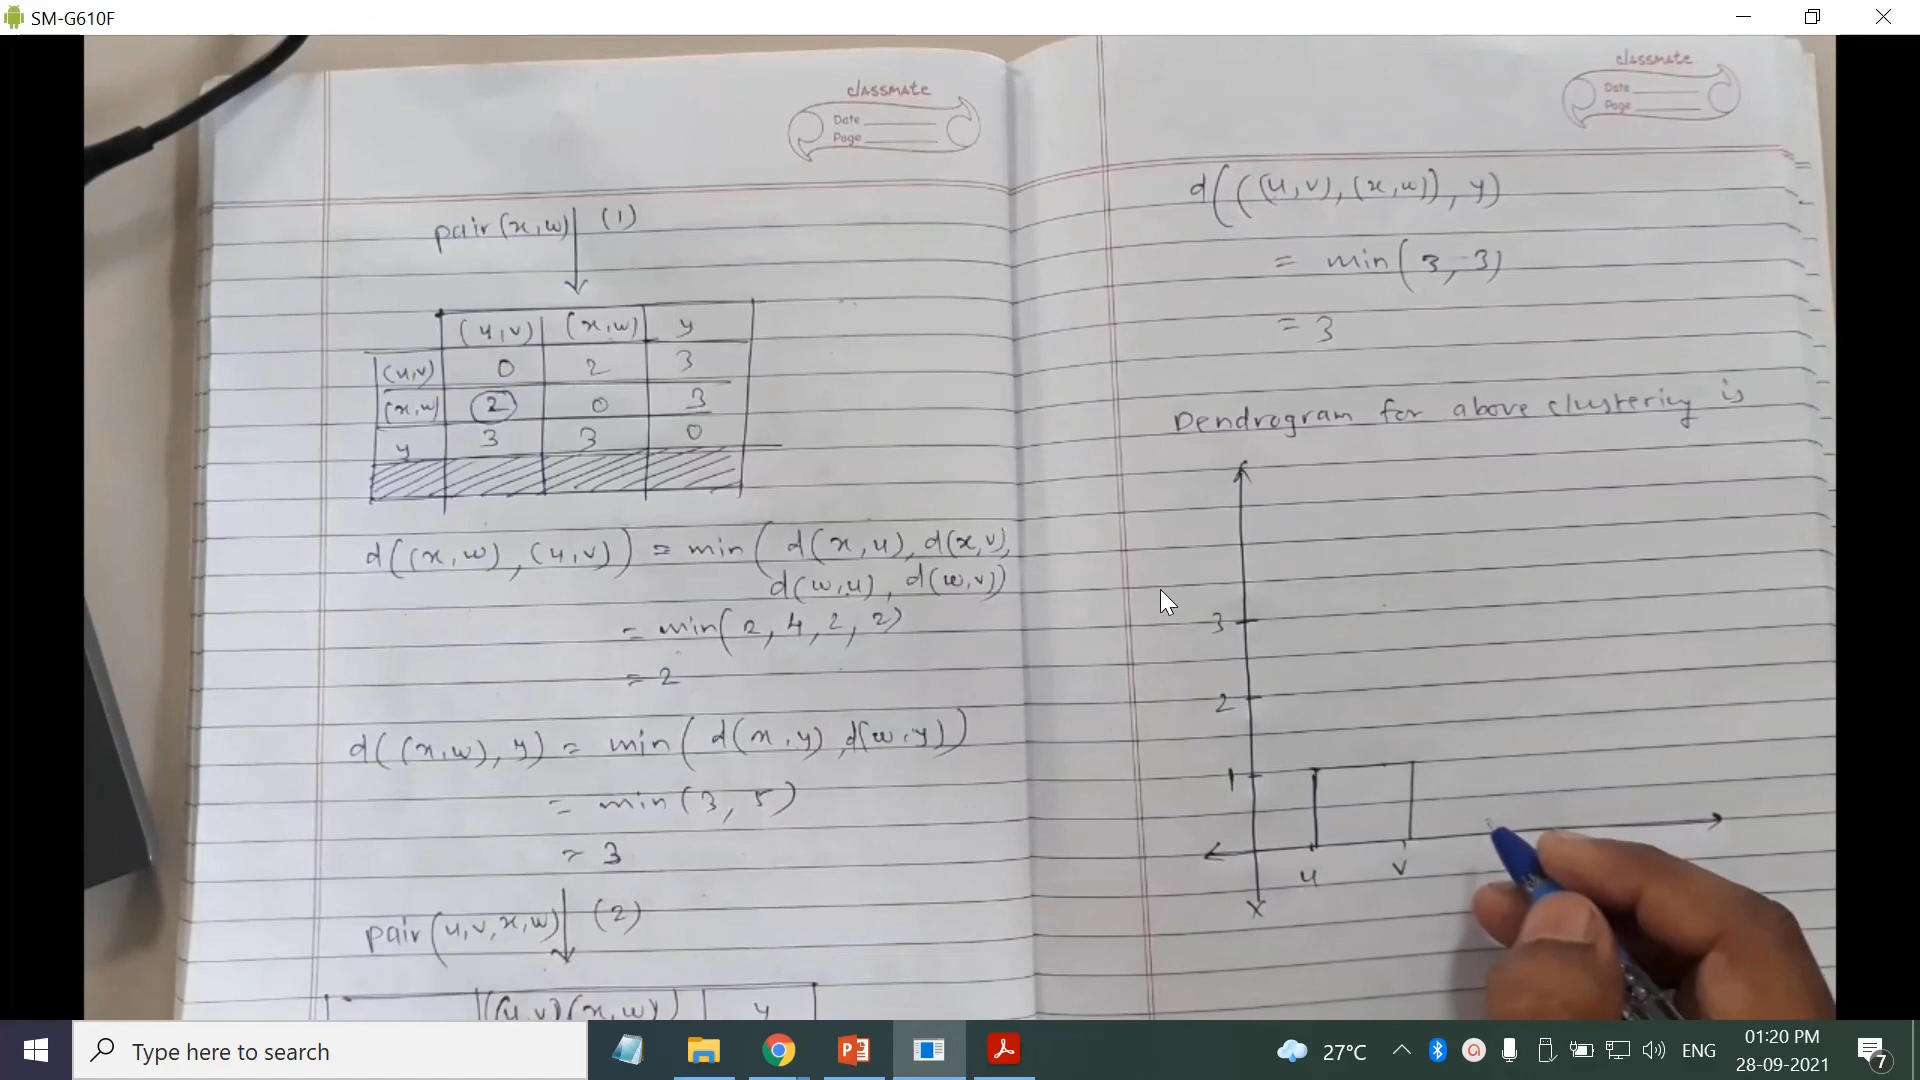 SM-G610F
classmate
Date
Page
pair(x,w) (1)
(u,v) (x,w) y
(u,v) 0 2 3
(x,w) 2 0 3
y 3 3 0
d((x,w),(u,v)) = min(d(x,u), d(x,v),
d(w,u), d(w,v))
= min(2, 4, 2, 2)
= 2
d((x,w), y) = min(d(x,y), d(w,y))
= min(3, 5)
= 3
pair(u,v,x,w) (2)
(u,v)(x,w) y
classmate
Date
Page
d(((u,v),(x,w)), y)
= min(3, 3)
= 3
Dendrogram for above clustering is
3
2
1
u v
Type here to search
27°C
ENG
01:20 PM
28-09-2021
7